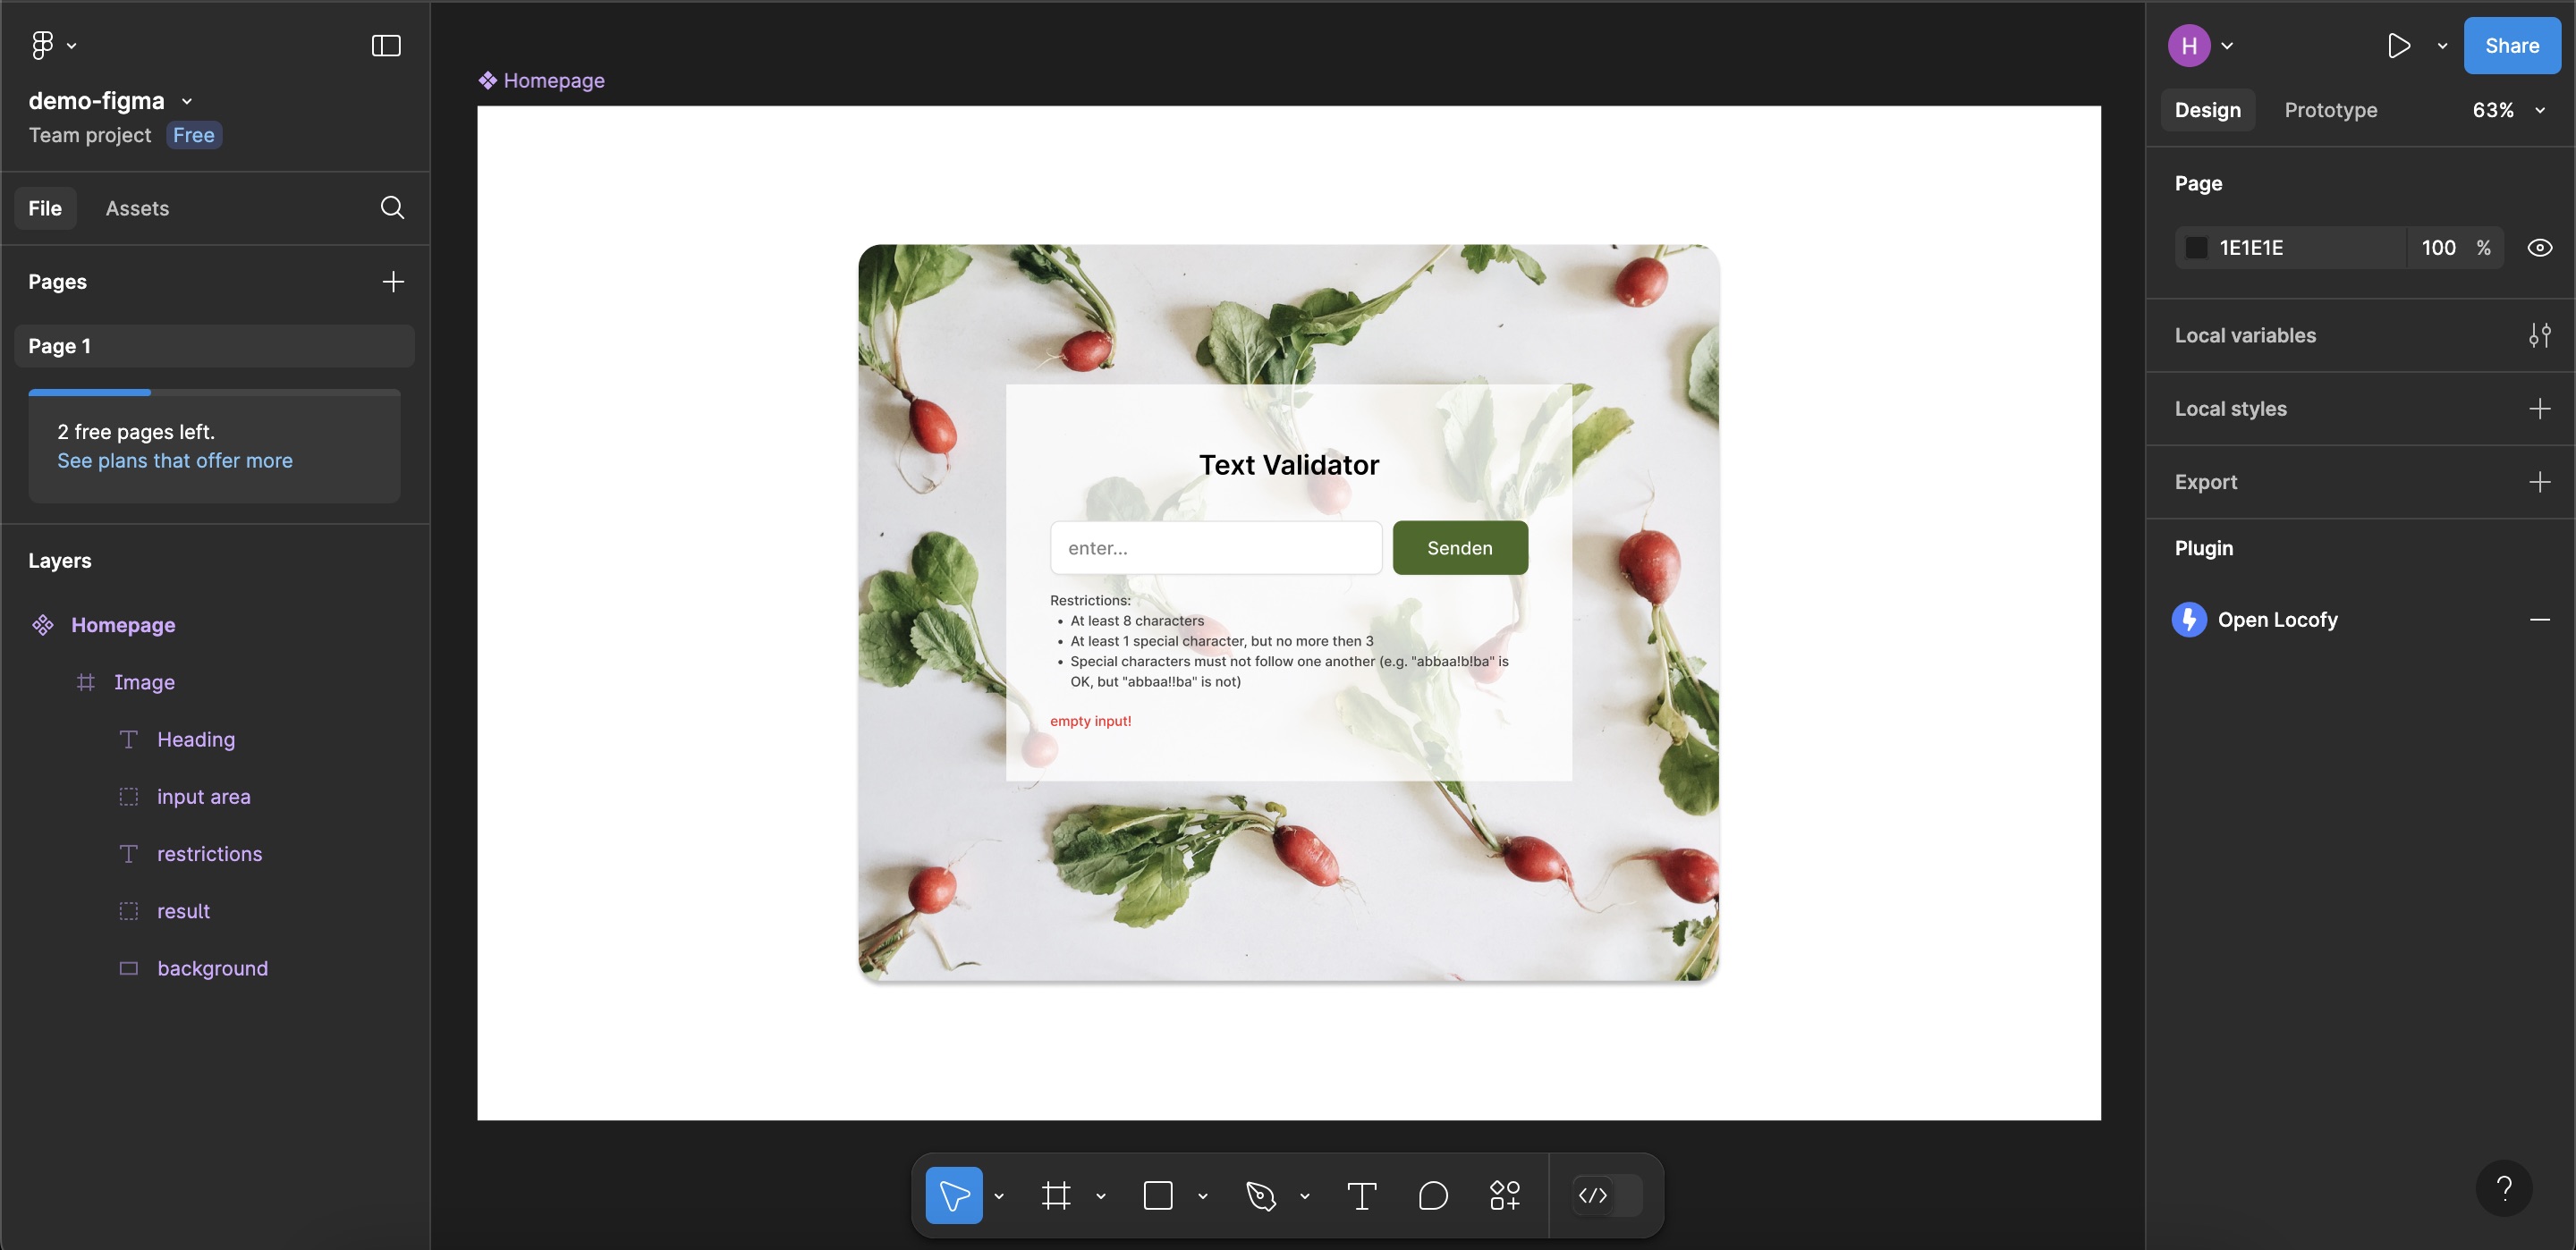 demo-figma
Team project Free
File Assets
Pages
Page 1
2 free pages left.
See plans that offer more
Layers
Homepage
Image
Heading
input area
restrictions
result
background
Homepage
Text Validator
enter...
Senden
Restrictions:
• At least 8 characters
• At least 1 special character, but no more then 3
• Special characters must not follow one another (e.g. "abbaa!b!ba" is
OK, but "abbaa!!ba" is not)
empty input!
H
Share
Design Prototype 63%
Page
1E1E1E 100 %
Local variables
Local styles
Export
Plugin
Open Locofy
?